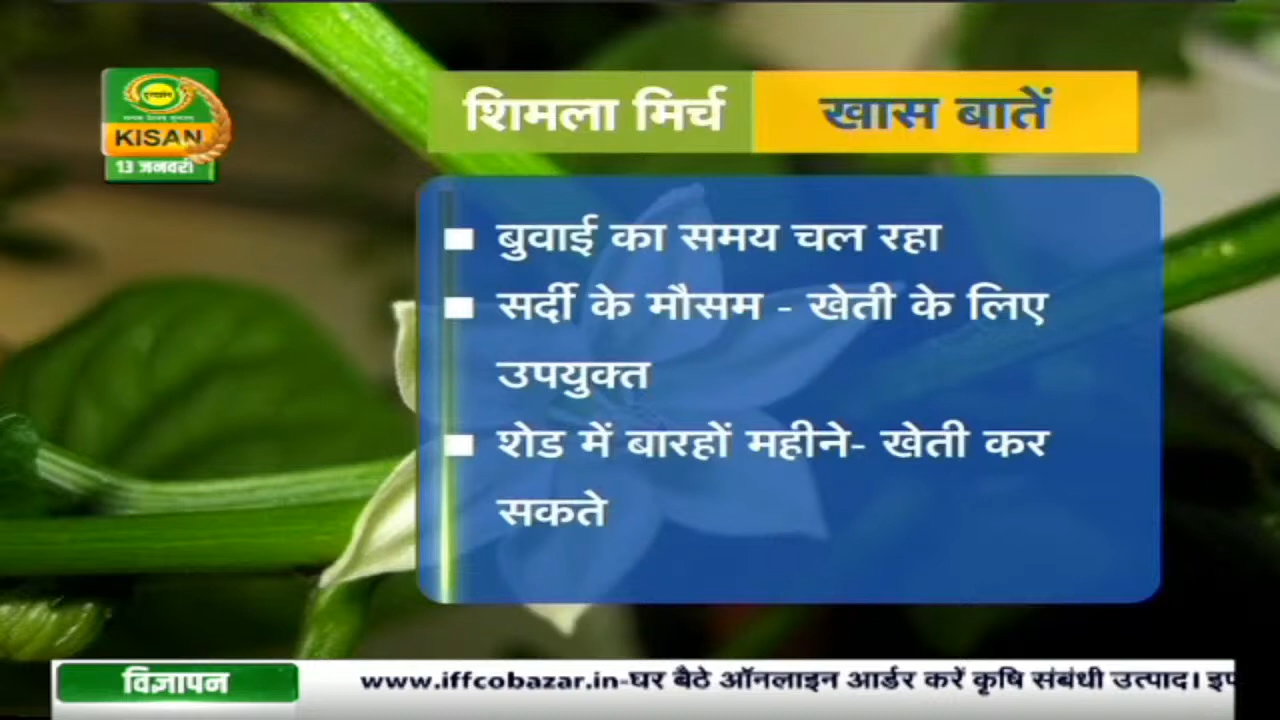 KISAN
13 जनवरी
शिमला मिर्च खास बातें
बुवाई का समय चल रहा
सर्दी के मौसम - खेती के लिए
उपयुक्त
शेड में बारहों महीने- खेती कर
सकते
विज्ञापन www.iffcobazar.in-घर बैठे ऑनलाइन आर्डर करें कृषि संबंधी उत्पाद।